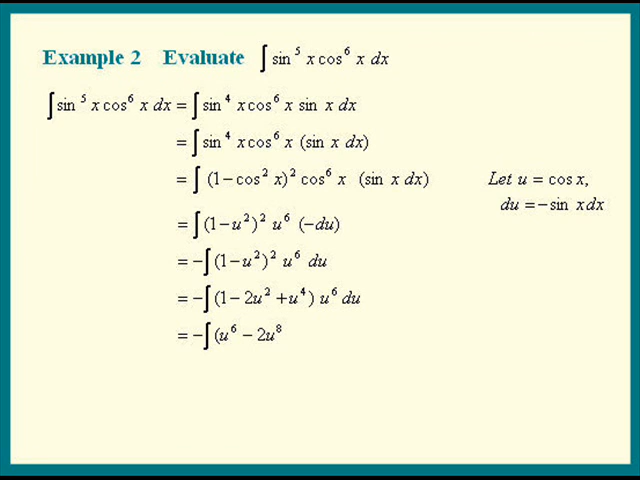 Example 2 Evaluate ∫ sin⁵ x cos⁶ x dx
∫ sin⁵ x cos⁶ x dx = ∫ sin⁴ x cos⁶ x sin x dx
= ∫ sin⁴ x cos⁶ x (sin x dx)
= ∫ (1 − cos² x)² cos⁶ x (sin x dx) Let u = cos x,
du = − sin x dx
= ∫ (1 − u²)² u⁶ (−du)
= −∫ (1 − u²)² u⁶ du
= −∫ (1 − 2u² + u⁴) u⁶ du
= −∫ (u⁶ − 2u⁸